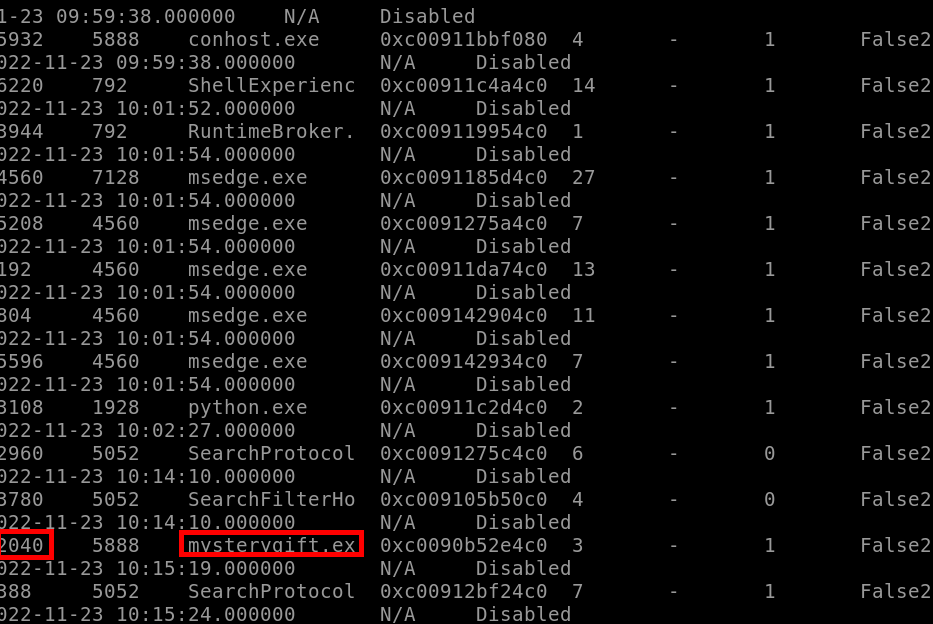 1-23 09:59:38.000000    N/A     Disabled
5932    5888    conhost.exe     0xc00911bbf080  4       -       1       False2
022-11-23 09:59:38.000000       N/A     Disabled
6220    792     ShellExperienc  0xc00911c4a4c0  14      -       1       False2
022-11-23 10:01:52.000000       N/A     Disabled
3944    792     RuntimeBroker.  0xc009119954c0  1       -       1       False2
022-11-23 10:01:54.000000       N/A     Disabled
4560    7128    msedge.exe      0xc0091185d4c0  27      -       1       False2
022-11-23 10:01:54.000000       N/A     Disabled
5208    4560    msedge.exe      0xc0091275a4c0  7       -       1       False2
022-11-23 10:01:54.000000       N/A     Disabled
192     4560    msedge.exe      0xc00911da74c0  13      -       1       False2
022-11-23 10:01:54.000000       N/A     Disabled
804     4560    msedge.exe      0xc009142904c0  11      -       1       False2
022-11-23 10:01:54.000000       N/A     Disabled
5596    4560    msedge.exe      0xc009142934c0  7       -       1       False2
022-11-23 10:01:54.000000       N/A     Disabled
3108    1928    python.exe      0xc00911c2d4c0  2       -       1       False2
022-11-23 10:02:27.000000       N/A     Disabled
2960    5052    SearchProtocol  0xc0091275c4c0  6       -       0       False2
022-11-23 10:14:10.000000       N/A     Disabled
3780    5052    SearchFilterHo  0xc009105b50c0  4       -       0       False2
022-11-23 10:14:10.000000       N/A     Disabled
2040    5888    mysterygift.ex  0xc0090b52e4c0  3       -       1       False2
022-11-23 10:15:19.000000       N/A     Disabled
388     5052    SearchProtocol  0xc00912bf24c0  7       -       1       False2
022-11-23 10:15:24.000000       N/A     Disabled